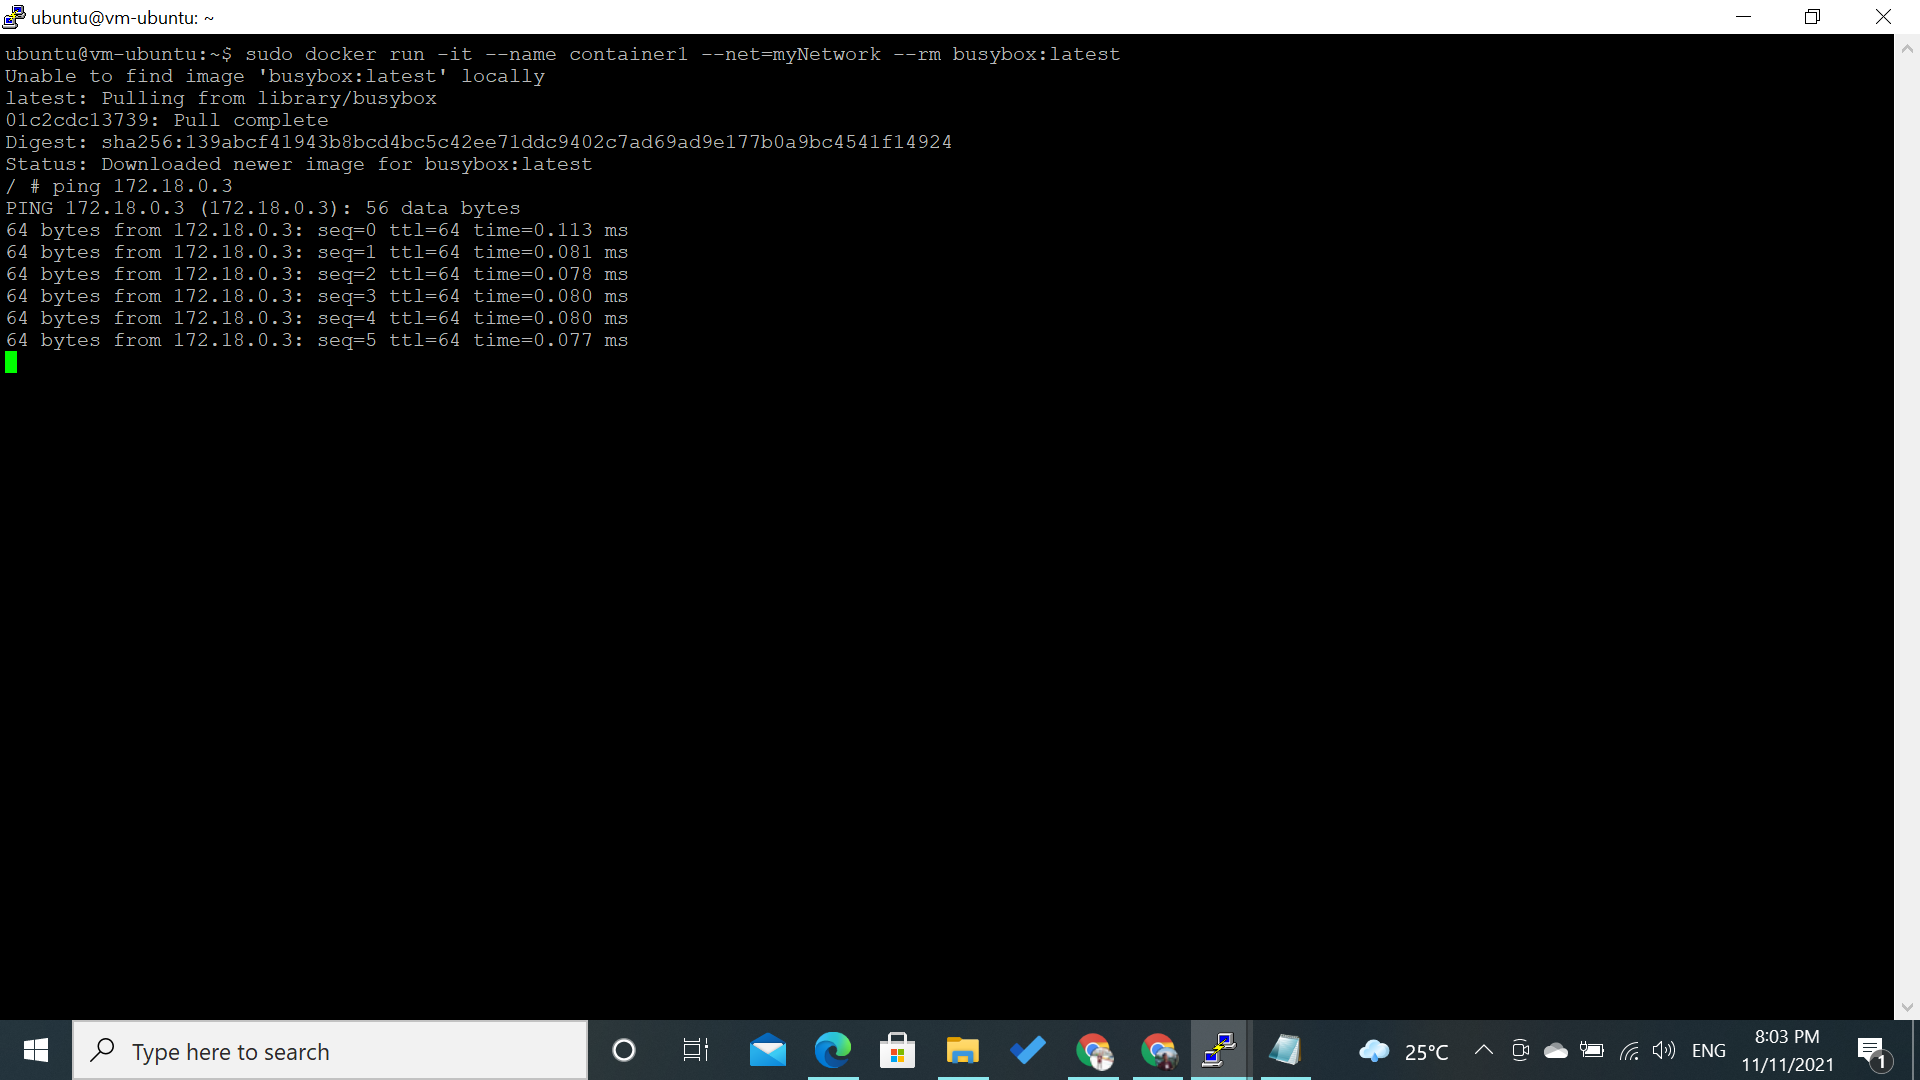 ubuntu@vm-ubuntu: ~
ubuntu@vm-ubuntu:~$ sudo docker run -it --name container1 --net=myNetwork --rm busybox:latest
Unable to find image 'busybox:latest' locally
latest: Pulling from library/busybox
01c2cdc13739: Pull complete
Digest: sha256:139abcf41943b8bcd4bc5c42ee71ddc9402c7ad69ad9e177b0a9bc4541f14924
Status: Downloaded newer image for busybox:latest
/ # ping 172.18.0.3
PING 172.18.0.3 (172.18.0.3): 56 data bytes
64 bytes from 172.18.0.3: seq=0 ttl=64 time=0.113 ms
64 bytes from 172.18.0.3: seq=1 ttl=64 time=0.081 ms
64 bytes from 172.18.0.3: seq=2 ttl=64 time=0.078 ms
64 bytes from 172.18.0.3: seq=3 ttl=64 time=0.080 ms
64 bytes from 172.18.0.3: seq=4 ttl=64 time=0.080 ms
64 bytes from 172.18.0.3: seq=5 ttl=64 time=0.077 ms
Type here to search
25°C
ENG
8:03 PM
11/11/2021
1